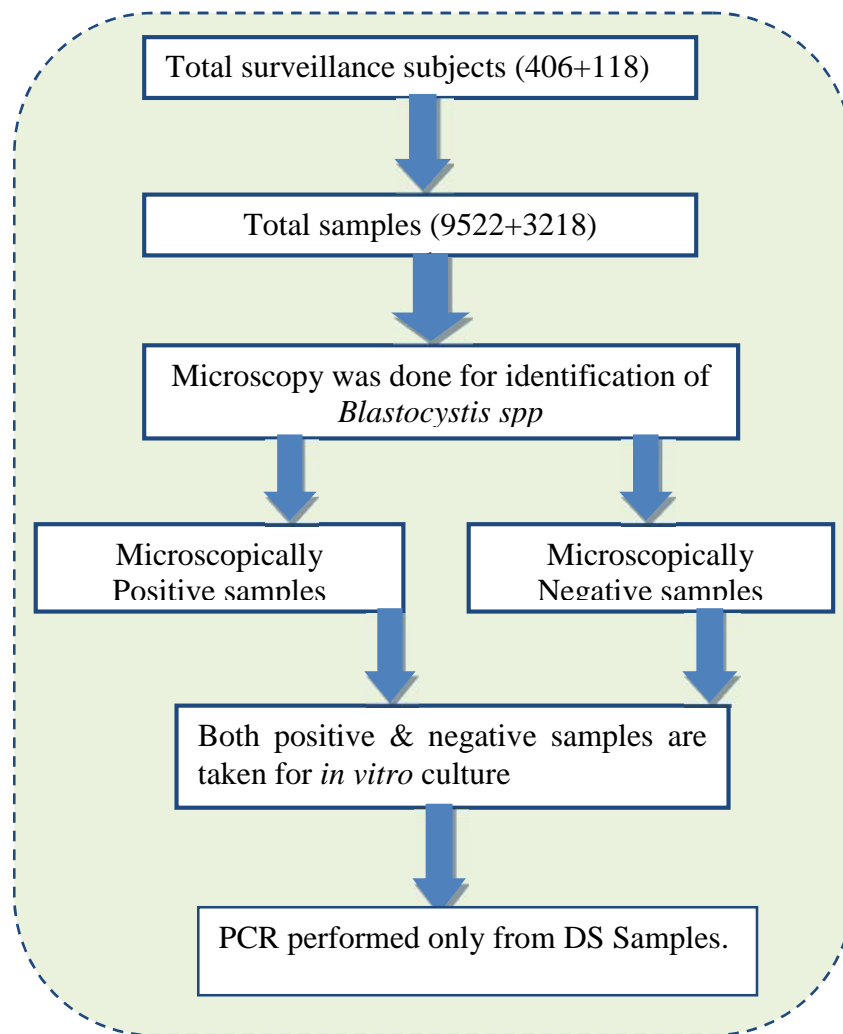 Total surveillance subjects (406+118)
Total samples (9522+3218)
Microscopy was done for identification of
Blastocystis spp
Microscopically
Positive samples
Microscopically
Negative samples
Both positive & negative samples are
taken for in vitro culture
PCR performed only from DS Samples.